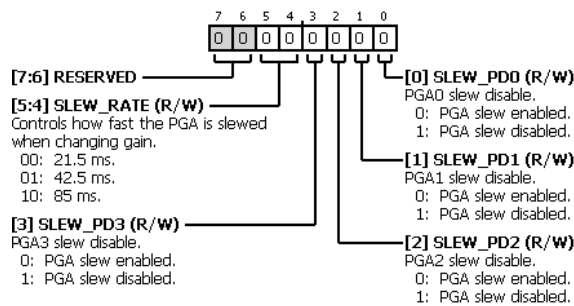 7 6 5 4 3 2 1 0
0 0 0 0 0 0 0 0
[7:6] RESERVED
[5:4] SLEW_RATE (R/W)
Controls how fast the PGA is slewed
when changing gain.
00: 21.5 ms.
01: 42.5 ms.
10: 85 ms.
[3] SLEW_PD3 (R/W)
PGA3 slew disable.
0: PGA slew enabled.
1: PGA slew disabled.
[0] SLEW_PD0 (R/W)
PGA0 slew disable.
0: PGA slew enabled.
1: PGA slew disabled.
[1] SLEW_PD1 (R/W)
PGA1 slew disable.
0: PGA slew enabled.
1: PGA slew disabled.
[2] SLEW_PD2 (R/W)
PGA2 slew disable.
0: PGA slew enabled.
1: PGA slew disabled.